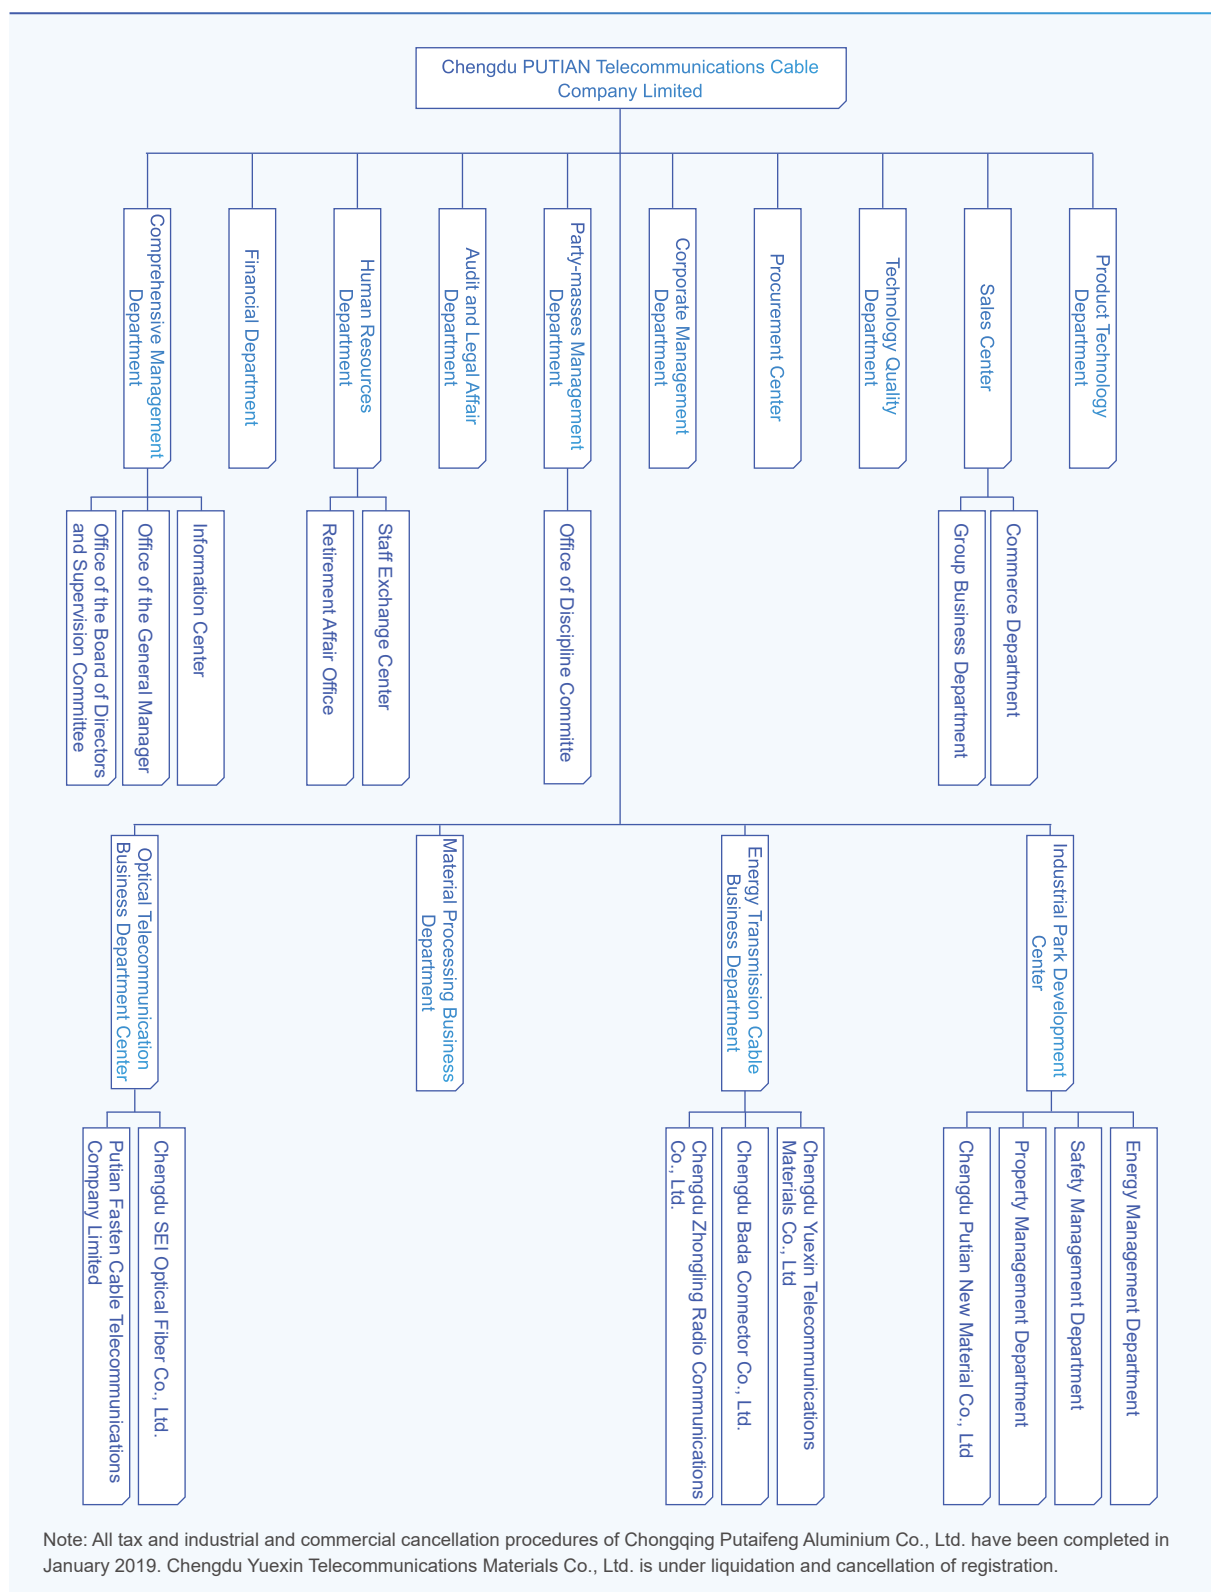 Chengdu PUTIAN Telecommunications Cable
Company Limited
Comprehensive Management
Department
Financial Department
Human Resources
Department
Audit and Legal Affair
Department
Party-masses Management
Department
Corporate Management
Department
Procurement Center
Technology Quality
Department
Sales Center
Product Technology
Department
Office of the Board of Directors
and Supervision Committee
Office of the General Manager
Information Center
Retirement Affair Office
Staff Exchange Center
Office of Discipline Committe
Group Business Department
Commerce Department
Optical Telecommunication
Business Department Center
Material Processing Business
Department
Energy Transmission Cable
Business Department
Industrial Park Development
Center
Putian Fasten Cable Telecommunications
Company Limited
Chengdu SEI Optical Fiber Co., Ltd.
Chengdu Zhongling Radio Communications
Co., Ltd.
Chengdu Bada Connector Co., Ltd.
Chengdu Yuexin Telecommunications
Materials Co., Ltd
Chengdu Putian New Material Co., Ltd
Property Management Department
Safety Management Department
Energy Management Department
Note: All tax and industrial and commercial cancellation procedures of Chongqing Putaifeng Aluminium Co., Ltd. have been completed in
January 2019. Chengdu Yuexin Telecommunications Materials Co., Ltd. is under liquidation and cancellation of registration.